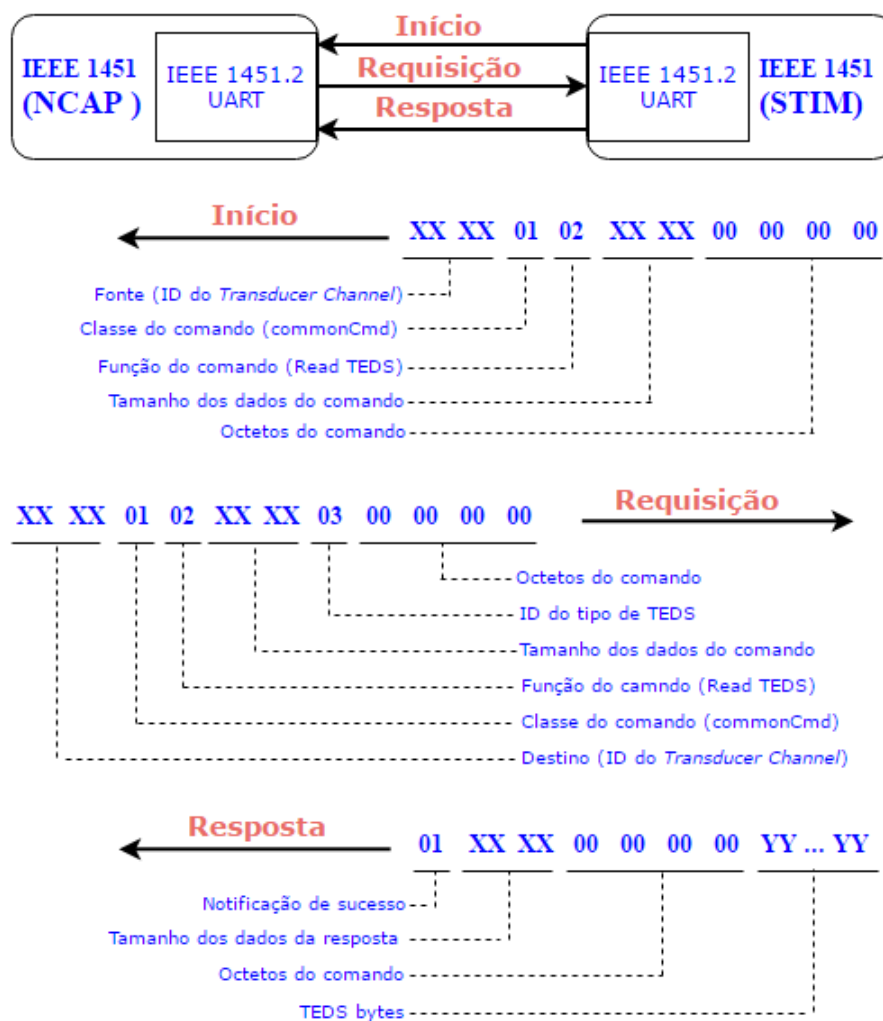 Início
IEEE 1451
(NCAP )
IEEE 1451.2
UART
Requisição
IEEE 1451.2
UART
IEEE 1451
(STIM)
Resposta
Início
XX XX 01 02 XX XX 00 00 00 00
Fonte (ID do Transducer Channel)
Classe do comando (commonCmd)
Função do comando (Read TEDS)
Tamanho dos dados do comando
Octetos do comando
XX XX 01 02 XX XX 03 00 00 00 00
Requisição
Octetos do comando
ID do tipo de TEDS
Tamanho dos dados do comando
Função do camndo (Read TEDS)
Classe do comando (commonCmd)
Destino (ID do Transducer Channel)
Resposta
01 XX XX 00 00 00 00 YY ... YY
Notificação de sucesso
Tamanho dos dados da resposta
Octetos do comando
TEDS bytes